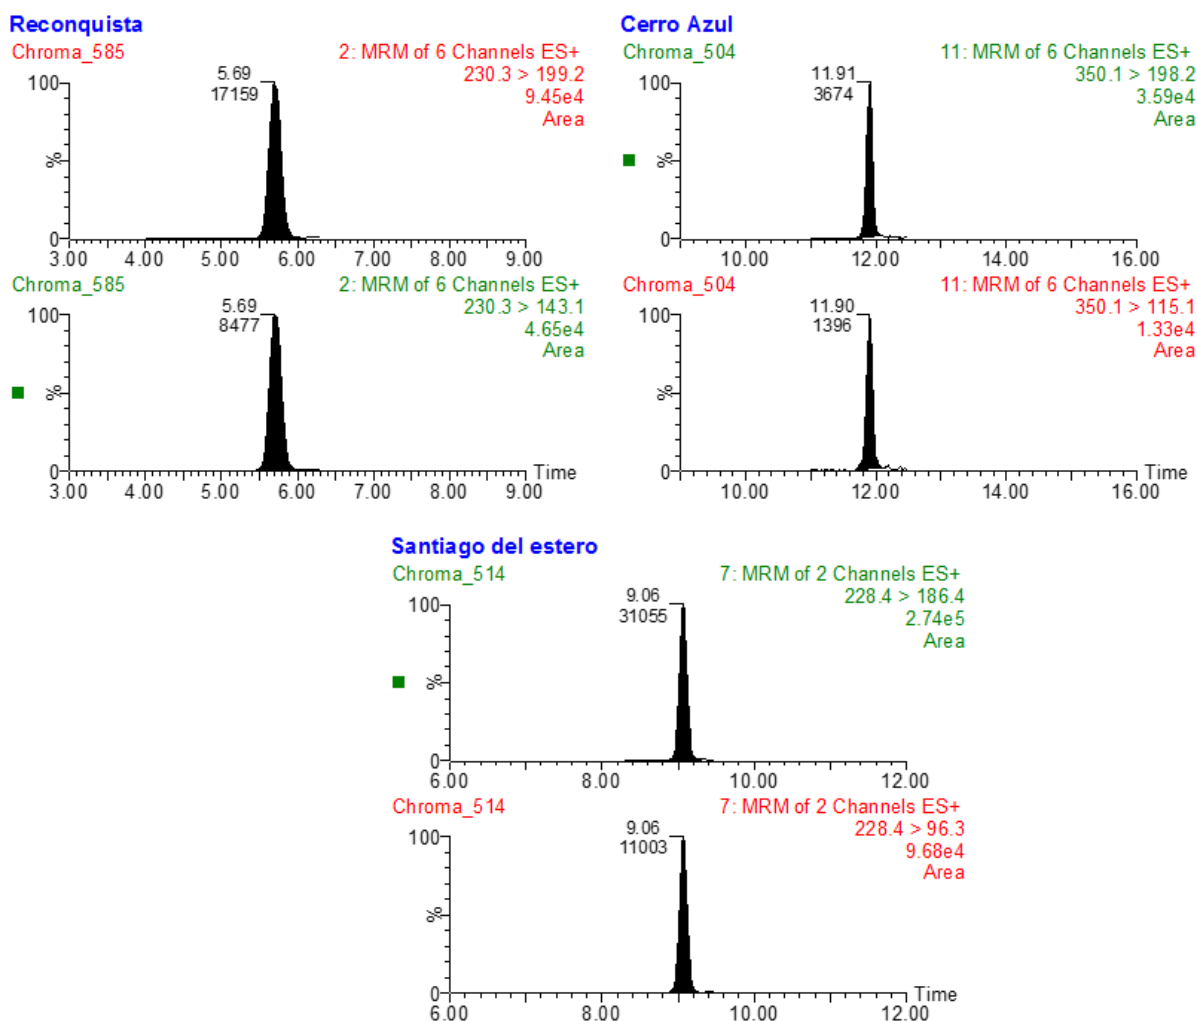 Reconquista
Chroma_585
2: MRM of 6 Channels ES+
230.3 > 199.2
9.45e4
Area
5.69
17159
100
%
0
3.00 4.00 5.00 6.00 7.00 8.00 9.00
Chroma_585
2: MRM of 6 Channels ES+
230.3 > 143.1
4.65e4
Area
5.69
8477
100
%
0
Time
3.00 4.00 5.00 6.00 7.00 8.00 9.00
Cerro Azul
Chroma_504
11: MRM of 6 Channels ES+
350.1 > 198.2
3.59e4
Area
11.91
3674
100
%
0
10.00 12.00 14.00 16.00
Chroma_504
11: MRM of 6 Channels ES+
350.1 > 115.1
1.33e4
Area
11.90
1396
100
%
0
Time
10.00 12.00 14.00 16.00
Santiago del estero
Chroma_514
7: MRM of 2 Channels ES+
228.4 > 186.4
2.74e5
Area
9.06
31055
100
%
0
6.00 8.00 10.00 12.00
Chroma_514
7: MRM of 2 Channels ES+
228.4 > 96.3
9.68e4
Area
9.06
11003
100
%
0
Time
6.00 8.00 10.00 12.00